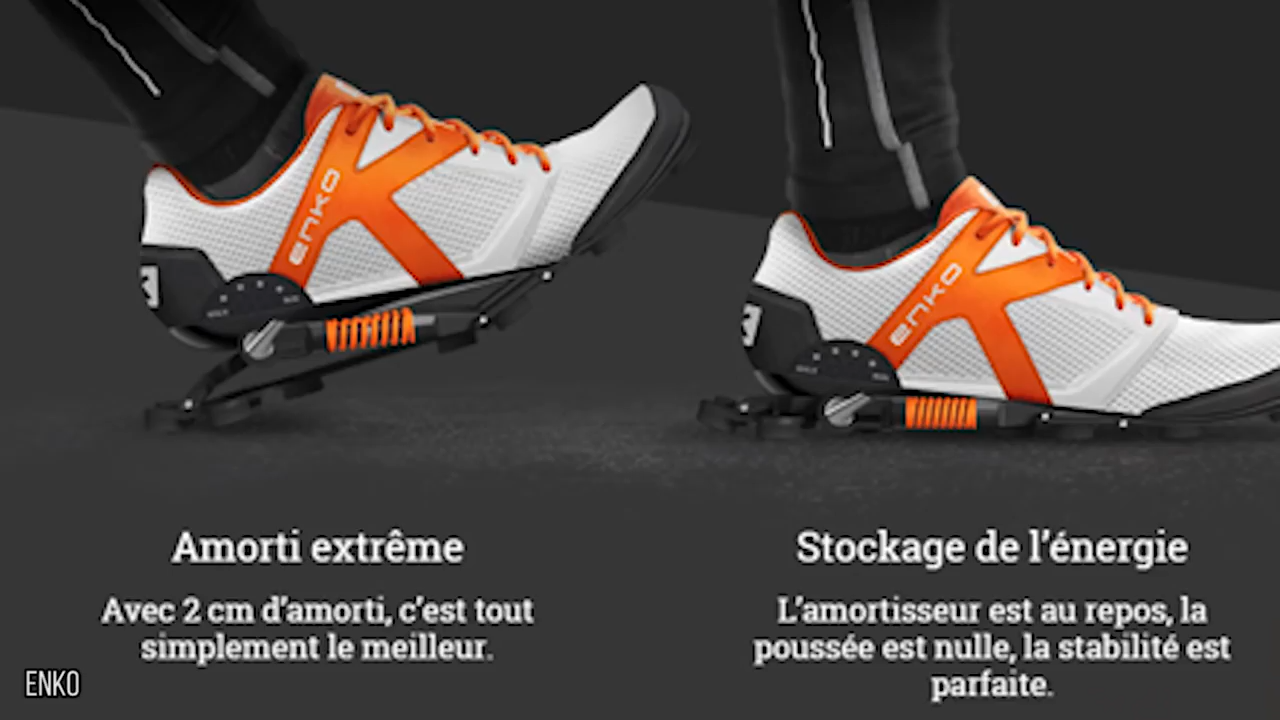 enko
enko
Amorti extrême
Avec 2 cm d'amorti, c'est tout
simplement le meilleur.
Stockage de l'énergie
L'amortisseur est au repos, la
poussée est nulle, la stabilité est
parfaite.
ENKO